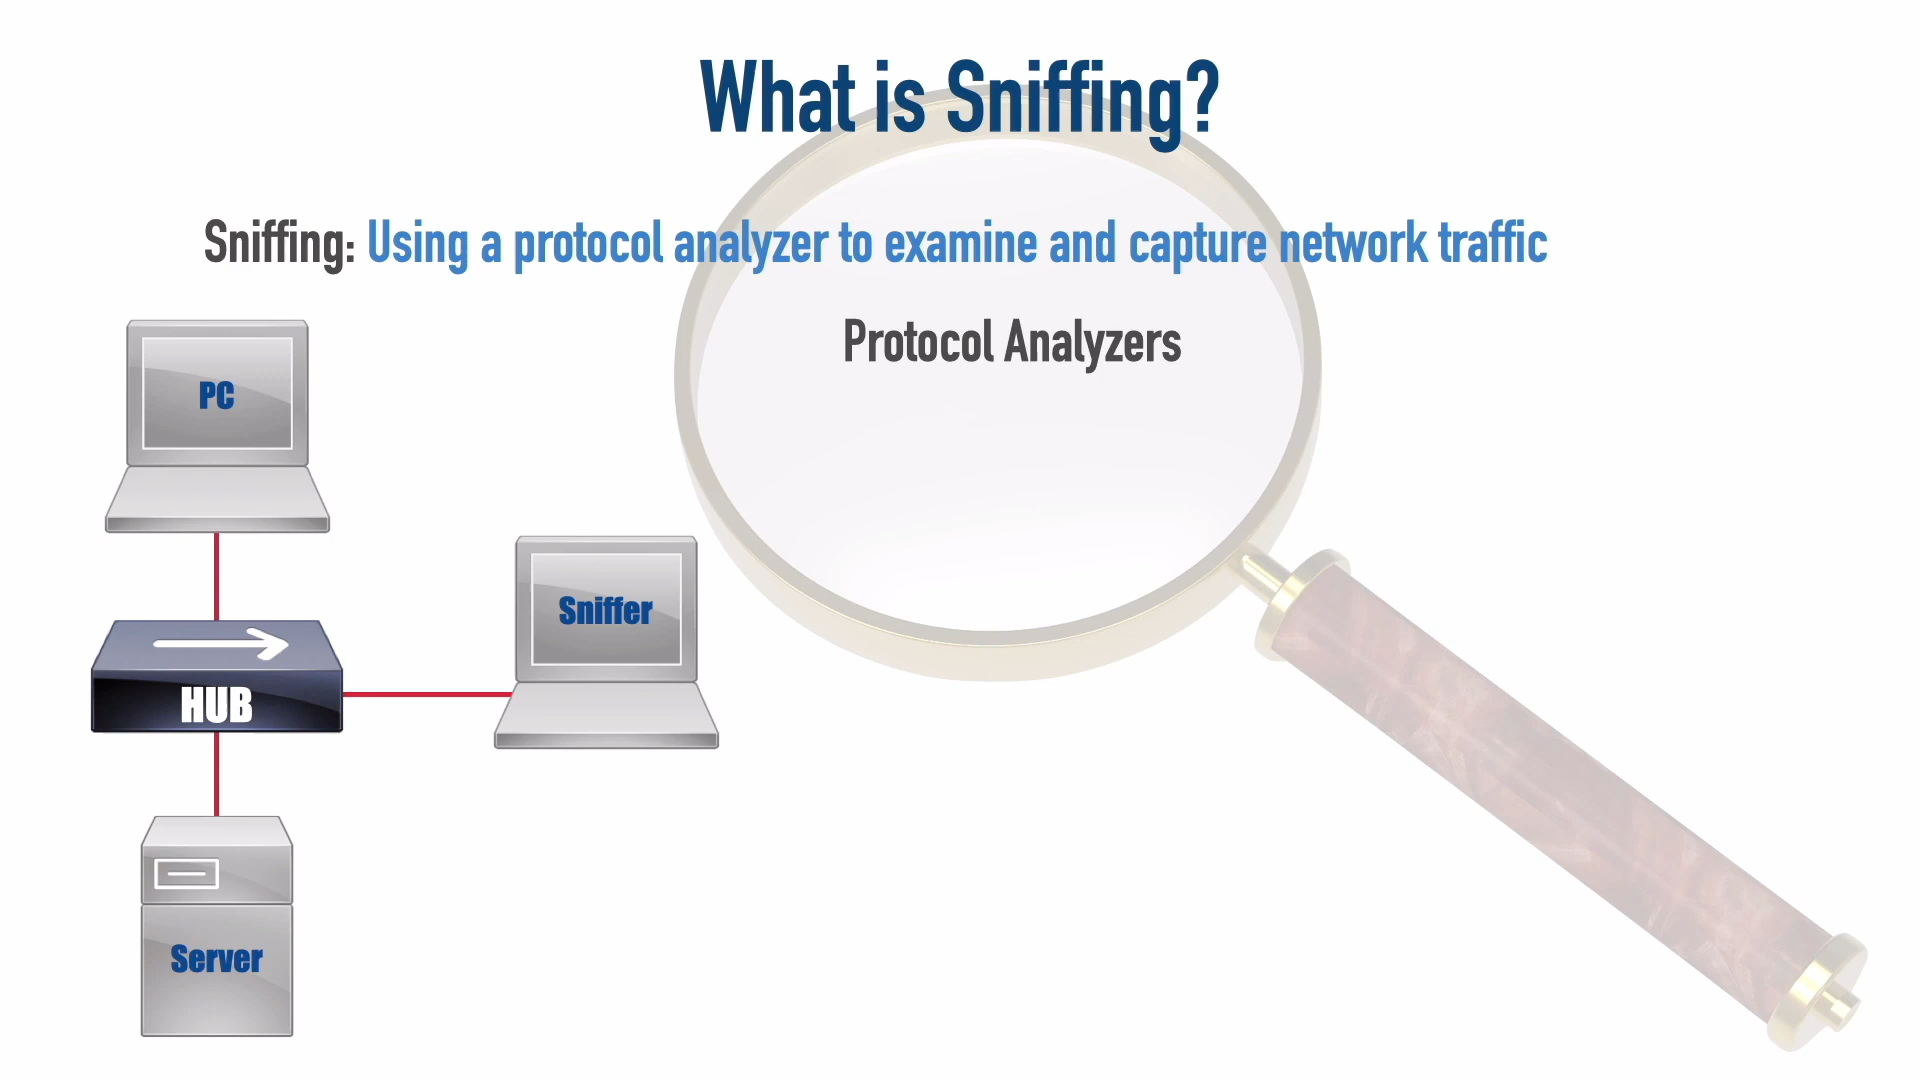 What is Sniffing?
Sniffing: Using a protocol analyzer to examine and capture network traffic
Protocol Analyzers
PC
Sniffer
HUB
Server